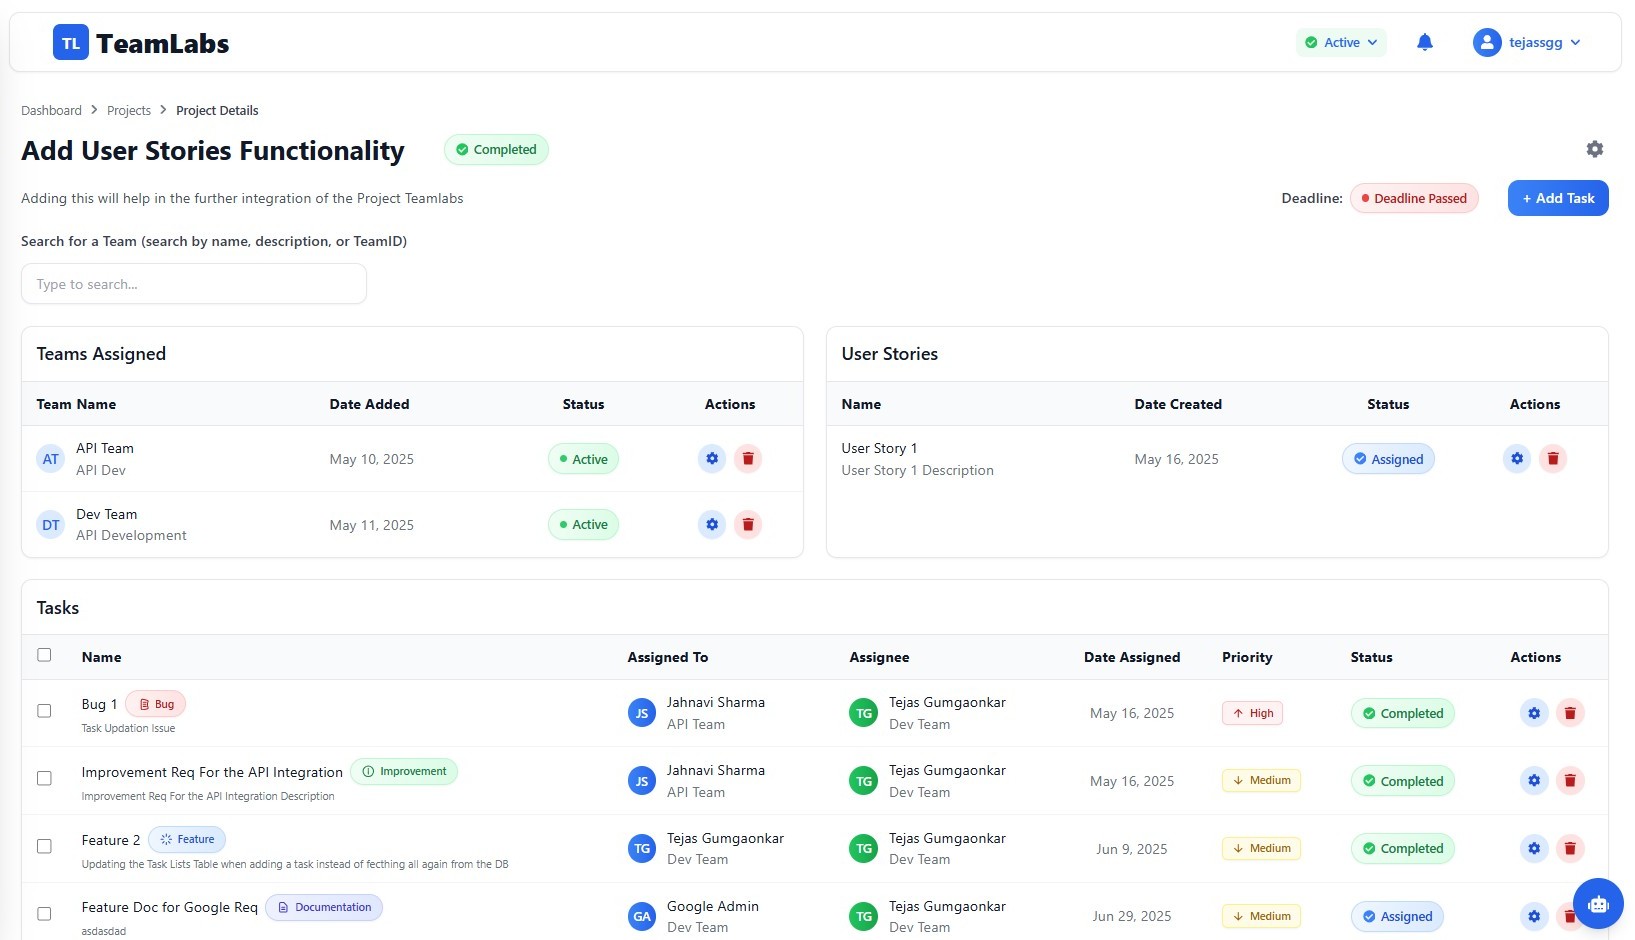 TL TeamLabs
Active
tejassgg
Dashboard > Projects > Project Details
Add User Stories Functionality
Completed
Adding this will help in the further integration of the Project Teamlabs
Deadline: Deadline Passed
+ Add Task
Search for a Team (search by name, description, or TeamID)
Type to search...
Teams Assigned
Team Name Date Added Status Actions
AT API Team May 10, 2025 Active
API Dev
DT Dev Team May 11, 2025 Active
API Development
User Stories
Name Date Created Status Actions
User Story 1 May 16, 2025 Assigned
User Story 1 Description
Tasks
Name Assigned To Assignee Date Assigned Priority Status Actions
Bug 1 Bug JS Jahnavi Sharma TG Tejas Gumgaonkar May 16, 2025 High Completed
Task Updation Issue API Team Dev Team
Improvement Req For the API Integration Improvement JS Jahnavi Sharma TG Tejas Gumgaonkar May 16, 2025 Medium Completed
Improvement Req For the API Integration Description API Team Dev Team
Feature 2 Feature TG Tejas Gumgaonkar TG Tejas Gumgaonkar Jun 9, 2025 Medium Completed
Updating the Task Lists Table when adding a task instead of fecthing all again from the DB Dev Team Dev Team
Feature Doc for Google Req Documentation GA Google Admin TG Tejas Gumgaonkar Jun 29, 2025 Medium Assigned
asdasdad Dev Team Dev Team